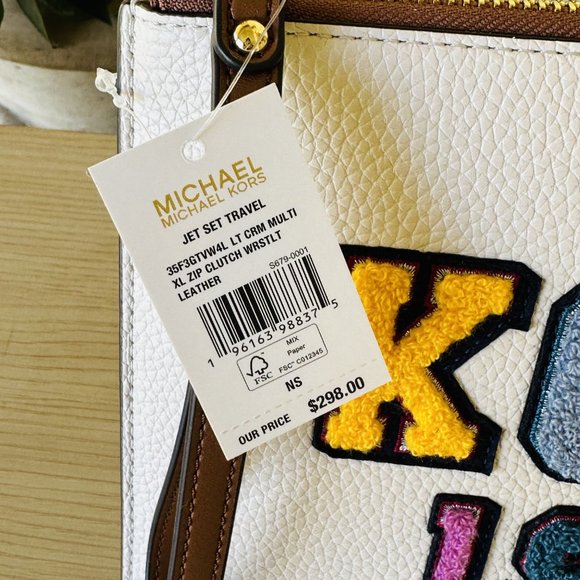 MICHAEL
MICHAEL KORS
JET SET TRAVEL
35F3GTVW4L LT CRM MULTI
XL ZIP CLUTCH WRSTLT
LEATHER
S679-0001
1 96163 98837 5
FSC
MIX
Paper
FSC™ C012345
NS
OUR PRICE $298.00
K